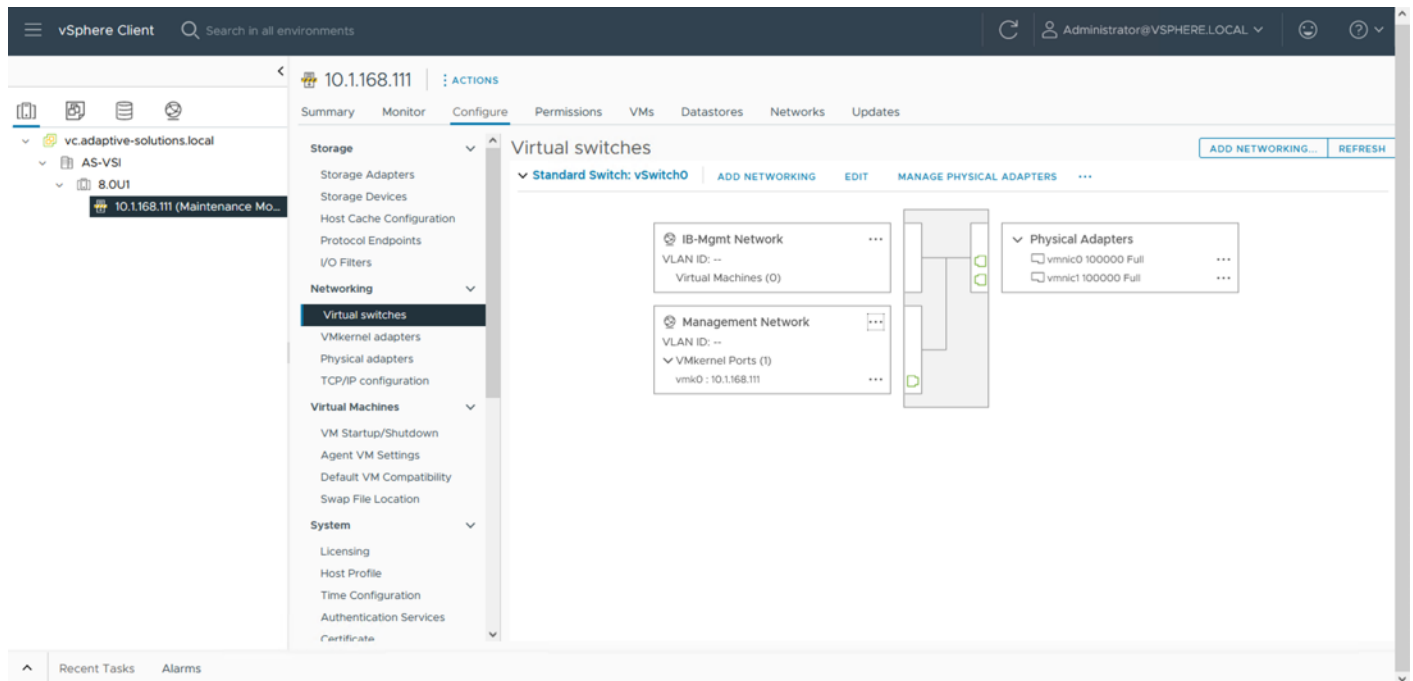 vSphere Client
Search in all environments
Administrator@VSPHERE.LOCAL
vc.adaptive-solutions.local
AS-VSI
8.0U1
10.1.168.111 (Maintenance Mo...
10.1.168.111
ACTIONS
Summary Monitor Configure Permissions VMs Datastores Networks Updates
Storage
Storage Adapters
Storage Devices
Host Cache Configuration
Protocol Endpoints
I/O Filters
Networking
Virtual switches
VMkernel adapters
Physical adapters
TCP/IP configuration
Virtual Machines
VM Startup/Shutdown
Agent VM Settings
Default VM Compatibility
Swap File Location
System
Licensing
Host Profile
Time Configuration
Authentication Services
Certificate
Virtual switches
ADD NETWORKING... REFRESH
Standard Switch: vSwitch0 ADD NETWORKING EDIT MANAGE PHYSICAL ADAPTERS ...
IB-Mgmt Network ...
VLAN ID: --
Virtual Machines (0)
Management Network ...
VLAN ID: --
VMkernel Ports (1)
vmk0 : 10.1.168.111 ...
Physical Adapters
vmnic0 100000 Full ...
vmnic1 100000 Full ...
Recent Tasks Alarms